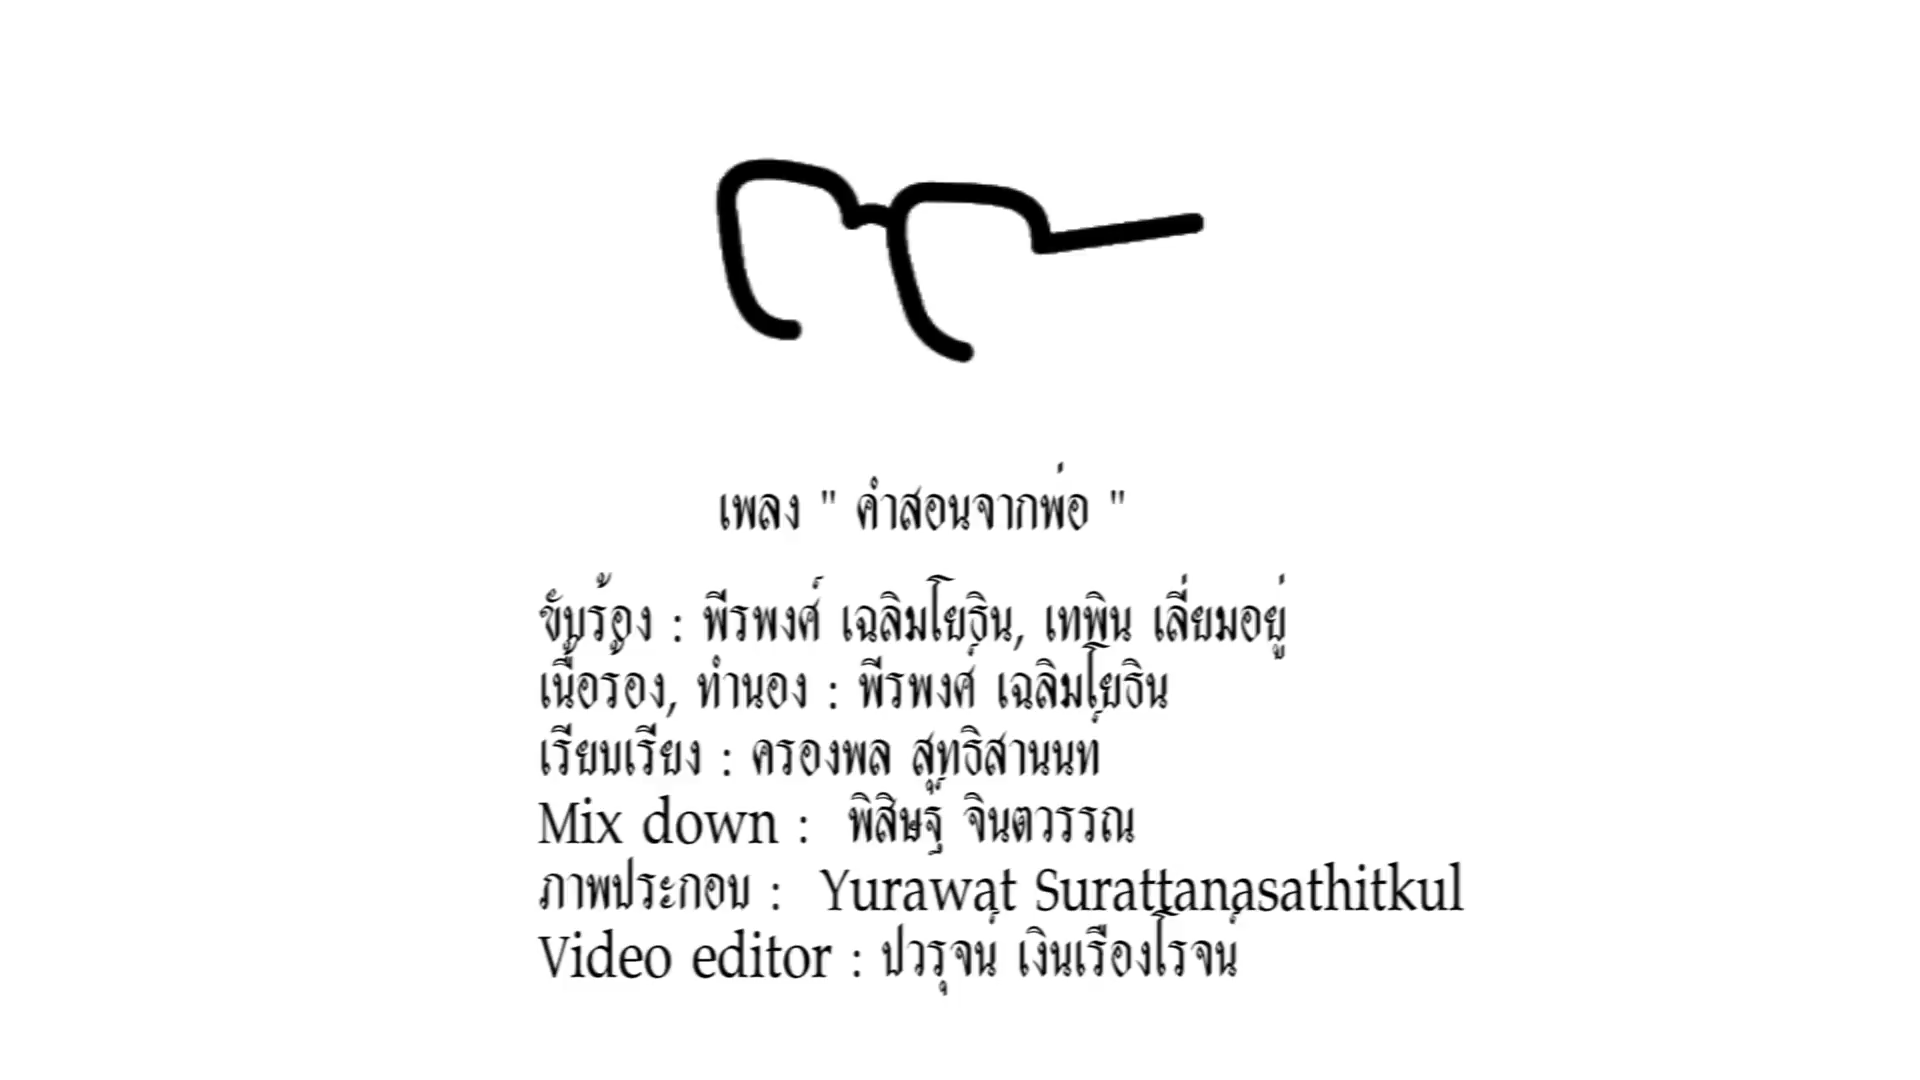 เพลง " คำสอนจากพ่อ "
ขับร้อง : พีรพงศ์ เฉลิมโยธิน, เทพิน เลี่ยมอยู่
เนื้อร้อง, ทำนอง : พีรพงศ์ เฉลิมโยธิน
เรียบเรียง : ครองพล สุทธิสานนท์
Mix down : พิสิษฐ์ จินตวรรณ
ภาพประกอบ : Yurawat Surattanasathitkul
Video editor : ปวรุจน์ เงินเรืองโรจน์